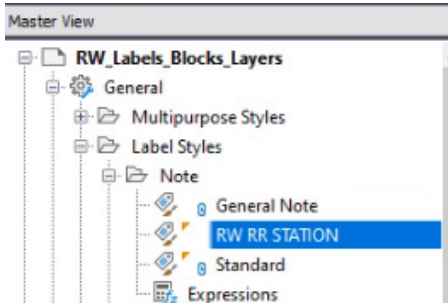 Master View
RW_Labels_Blocks_Layers
General
Multipurpose Styles
Label Styles
Note
General Note
RW RR STATION
Standard
Expressions